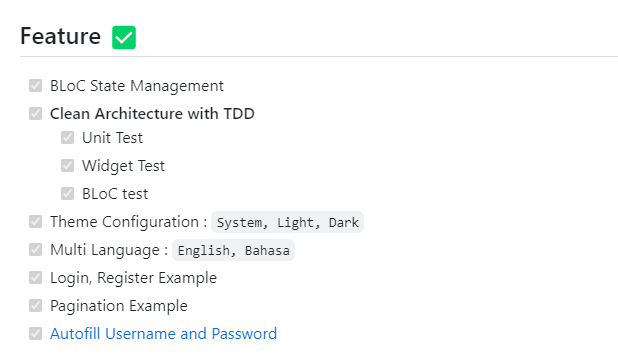 Feature ✅
BLoC State Management
Clean Architecture with TDD
Unit Test
Widget Test
BLoC test
Theme Configuration : System, Light, Dark
Multi Language : English, Bahasa
Login, Register Example
Pagination Example
Autofill Username and Password